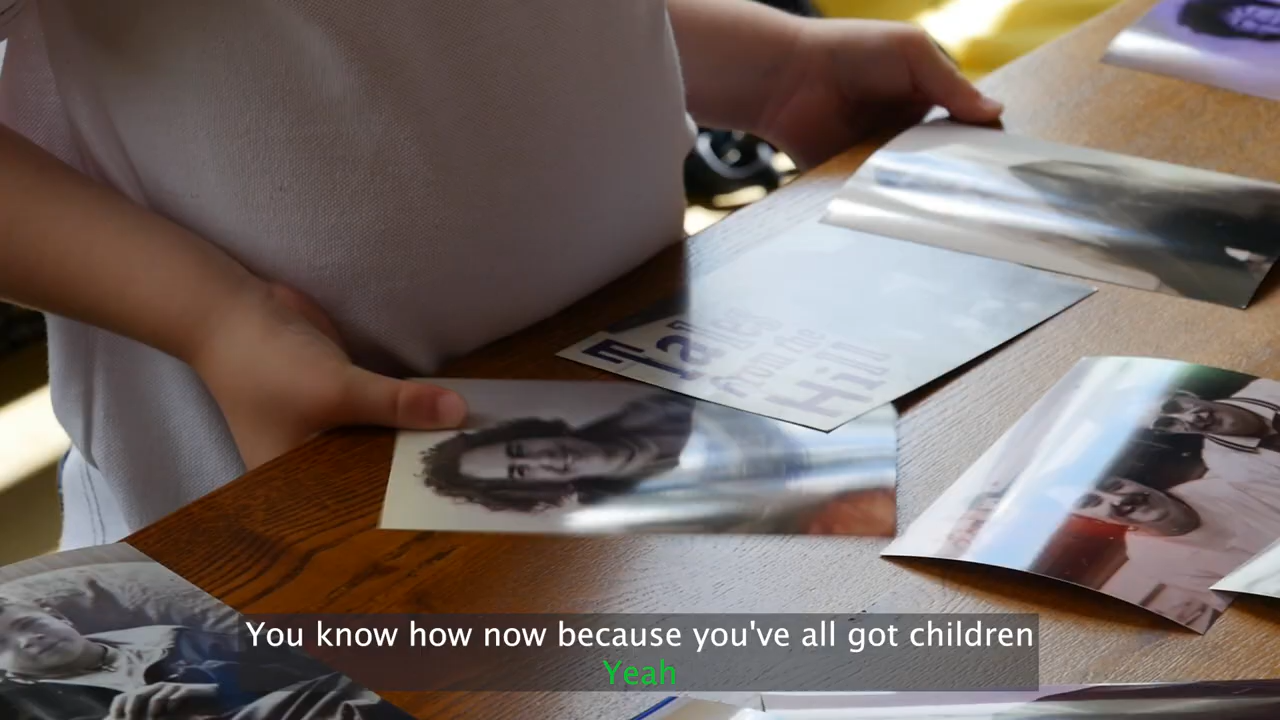 Tales
from the
Hill
You know how now because you've all got children
Yeah